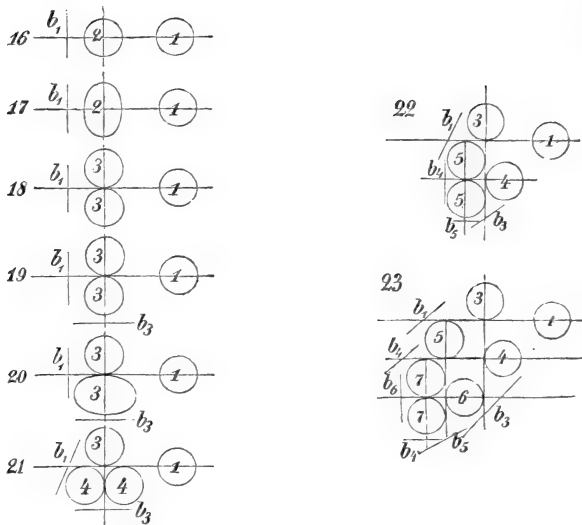 16 b₁ 2 1
17 b₁ 2 1
18 b₁ 3 3 1
19 b₁ 3 3 1 b₃
20 b₁ 3 3 1 b₃
21 b₁ 3 4 4 1 b₃
22
b₁ 3 1
5
b₄ 4
5
b₅ b₃
23
3
b₁ 1
5
b₄ 4
7
b₆ 6
7 b₃
b₄ b₅